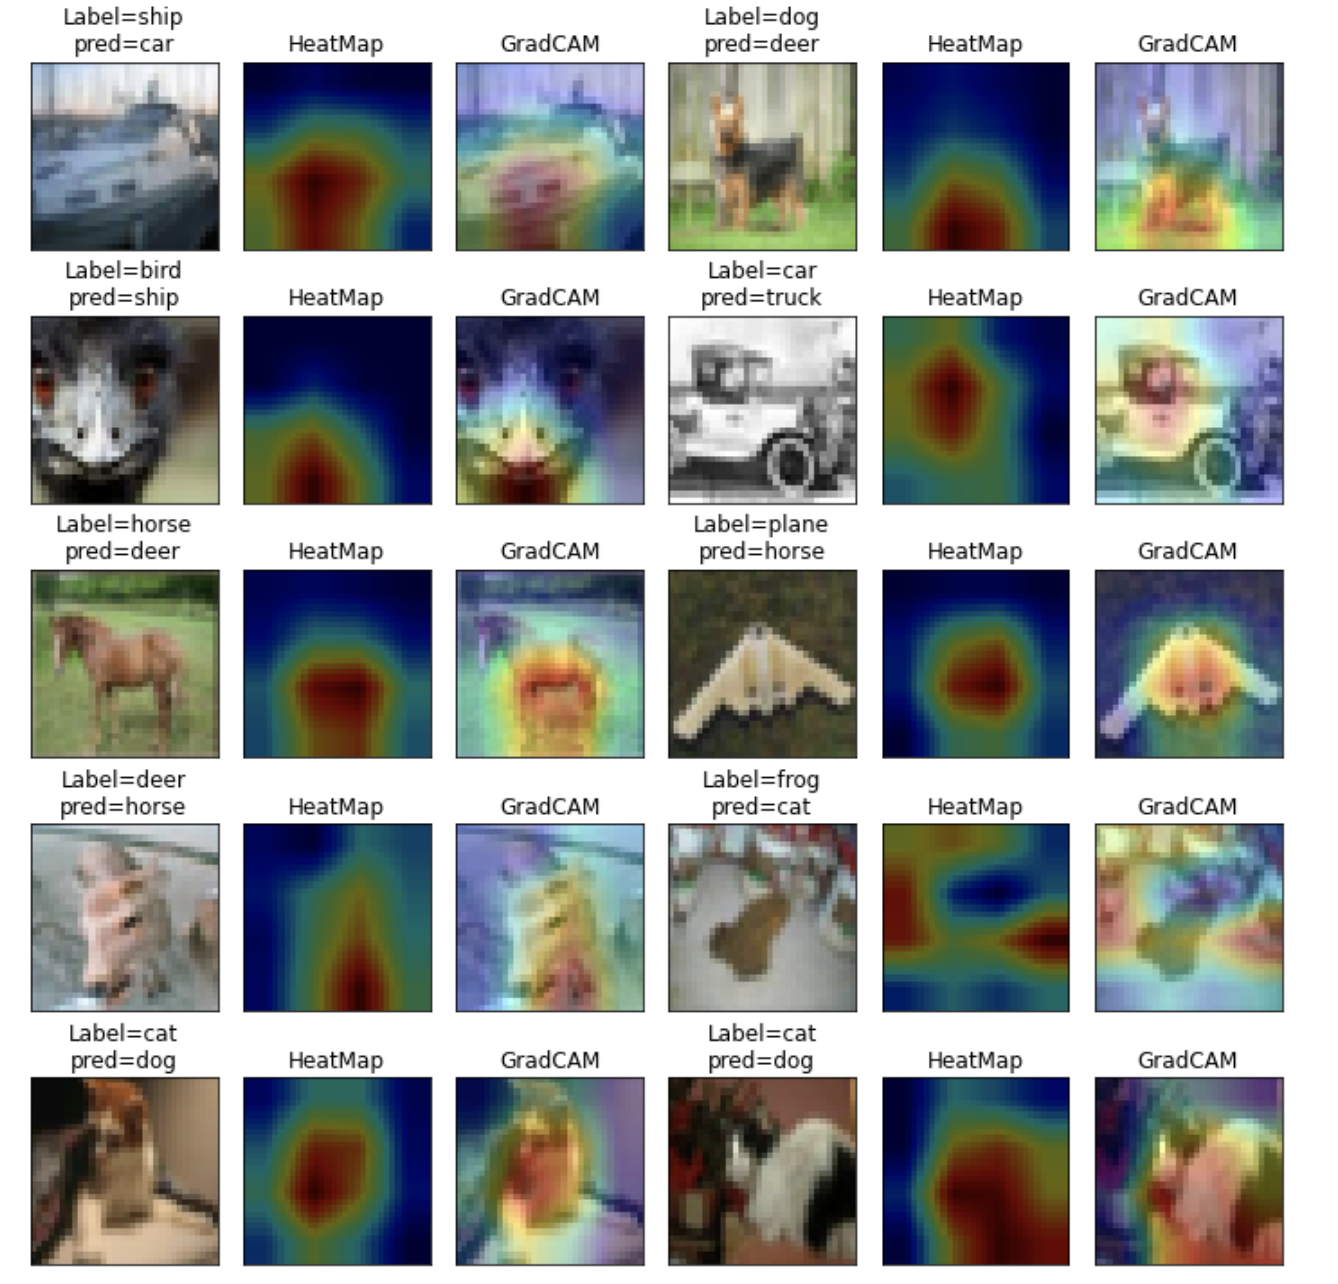 Label=ship
pred=car
HeatMap
GradCAM
Label=dog
pred=deer
HeatMap
GradCAM
Label=bird
pred=ship
HeatMap
GradCAM
Label=car
pred=truck
HeatMap
GradCAM
Label=horse
pred=deer
HeatMap
GradCAM
Label=plane
pred=horse
HeatMap
GradCAM
Label=deer
pred=horse
HeatMap
GradCAM
Label=frog
pred=cat
HeatMap
GradCAM
Label=cat
pred=dog
HeatMap
GradCAM
Label=cat
pred=dog
HeatMap
GradCAM